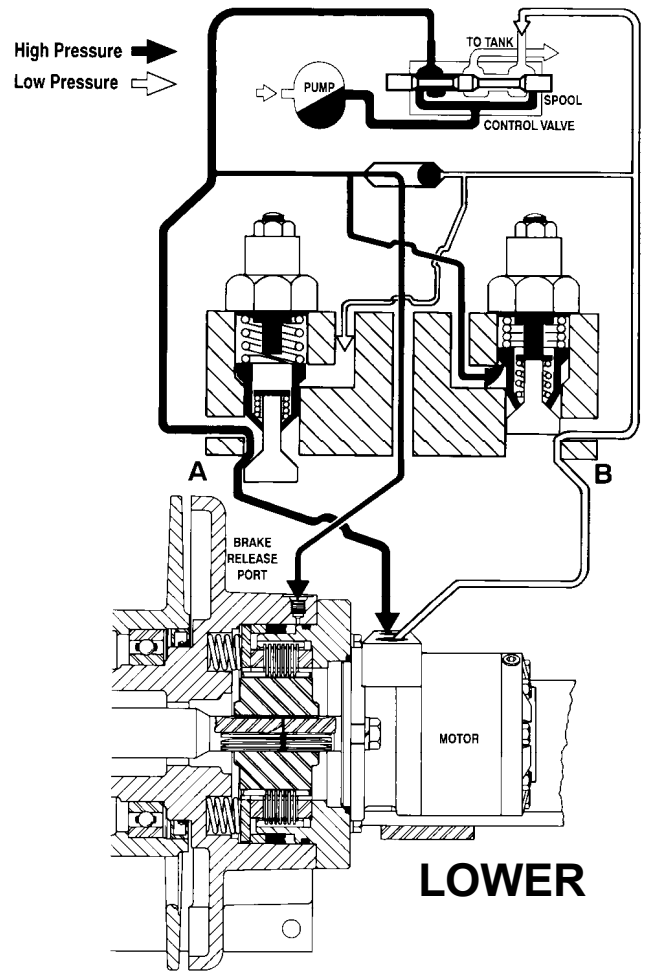 High Pressure
Low Pressure
TO TANK
PUMP
SPOOL
CONTROL VALVE
A
B
BRAKE
RELEASE
PORT
MOTOR
LOWER